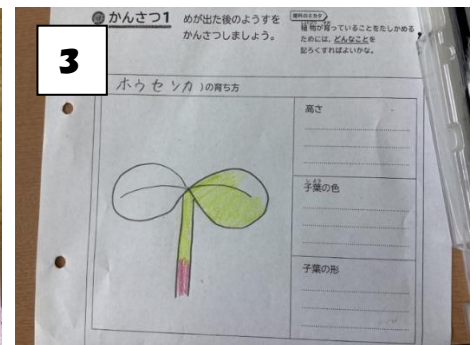 3
かんさつ1
めが出た後のようすを
かんさつしましょう。
理科のミカタ
植物が育っていることをたしかめる
ためには、どんなことを
記ろくすればよいかな。
ホウセンカ)の育ち方
高さ
子葉の色
子葉の形